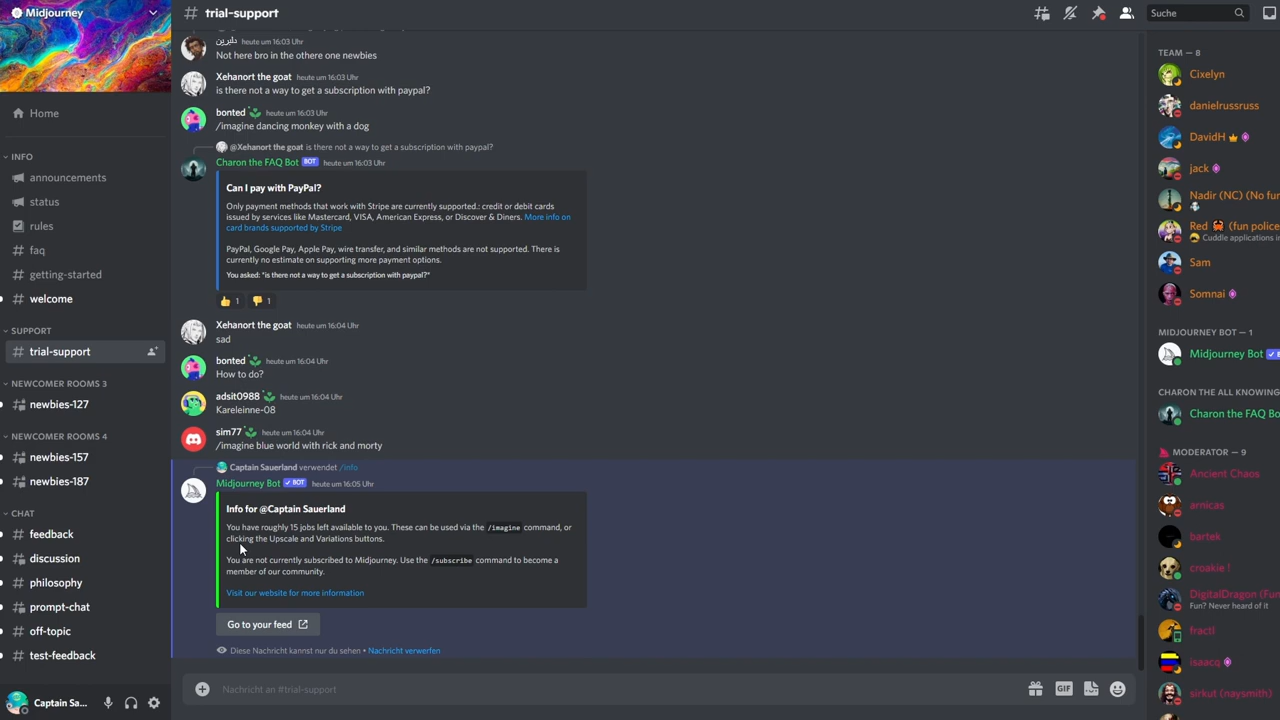 Midjourney
Home
INFO
announcements
status
rules
faq
getting-started
welcome
SUPPORT
trial-support
NEWCOMER ROOMS 3
newbies-127
NEWCOMER ROOMS 4
newbies-157
newbies-187
CHAT
feedback
discussion
philosophy
prompt-chat
off-topic
test-feedback
Captain Sa...
# trial-support
Suche
heute um 16:03 Uhr
Not here bro in the othere one newbies
Xehanort the goat heute um 16:03 Uhr
is there not a way to get a subscription with paypal?
bonted heute um 16:03 Uhr
/imagine dancing monkey with a dog
@Xehanort the goat is there not a way to get a subscription with paypal?
Charon the FAQ Bot BOT heute um 16:03 Uhr
Can I pay with PayPal?
Only payment methods that work with Stripe are currently supported.: credit or debit cards
issued by services like Mastercard, VISA, American Express, or Discover & Diners. More info on
card brands supported by Stripe
PayPal, Google Pay, Apple Pay, wire transfer, and similar methods are not supported. There is
currently no estimate on supporting more payment options.
You asked: "is there not a way to get a subscription with paypal?"
1 1
Xehanort the goat heute um 16:04 Uhr
sad
bonted heute um 16:04 Uhr
How to do?
adsit0988 heute um 16:04 Uhr
Kareleinne-08
sim77 heute um 16:04 Uhr
/imagine blue world with rick and morty
Captain Sauerland verwendet /info
Midjourney Bot BOT heute um 16:05 Uhr
Info for @Captain Sauerland
You have roughly 15 jobs left available to you. These can be used via the /imagine command, or
clicking the Upscale and Variations buttons.
You are not currently subscribed to Midjourney. Use the /subscribe command to become a
member of our community.
Visit our website for more information
Go to your feed
Diese Nachricht kannst nur du sehen • Nachricht verwerfen
Nachricht an #trial-support
GIF
TEAM — 8
Cixelyn
danielrussruss
DavidH
jack
Nadir (NC) (No fur
Red (fun police
Cuddle applications i
Sam
Somnai
MIDJOURNEY BOT — 1
Midjourney Bot
CHARON THE ALL KNOWING
Charon the FAQ Bo
MODERATOR — 9
Ancient Chaos
arnicas
bartek
croakie !
DigitalDragon (Fun
Fun? Never heard of it
fractl
isaacq
sirkut (naysmith)